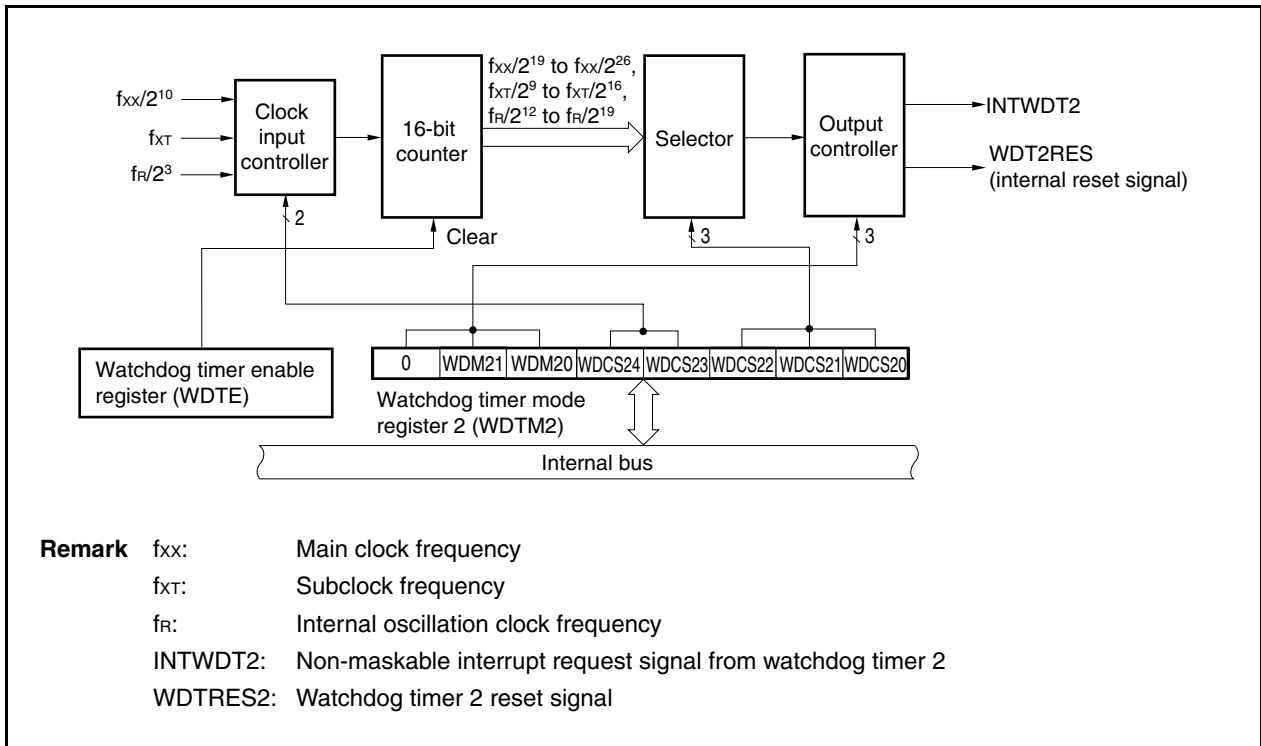 fXX/2^10
fXT
fR/2^3
Clock
input
controller
2
16-bit
counter
Clear
fXX/2^19 to fXX/2^26,
fXT/2^9 to fXT/2^16,
fR/2^12 to fR/2^19
Selector
3
Output
controller
3
INTWDT2
WDT2RES
(internal reset signal)
Watchdog timer enable
register (WDTE)
0 WDM21 WDM20 WDCS24 WDCS23 WDCS22 WDCS21 WDCS20
Watchdog timer mode
register 2 (WDTM2)
Internal bus
Remark fXX: Main clock frequency
fXT: Subclock frequency
fR: Internal oscillation clock frequency
INTWDT2: Non-maskable interrupt request signal from watchdog timer 2
WDTRES2: Watchdog timer 2 reset signal